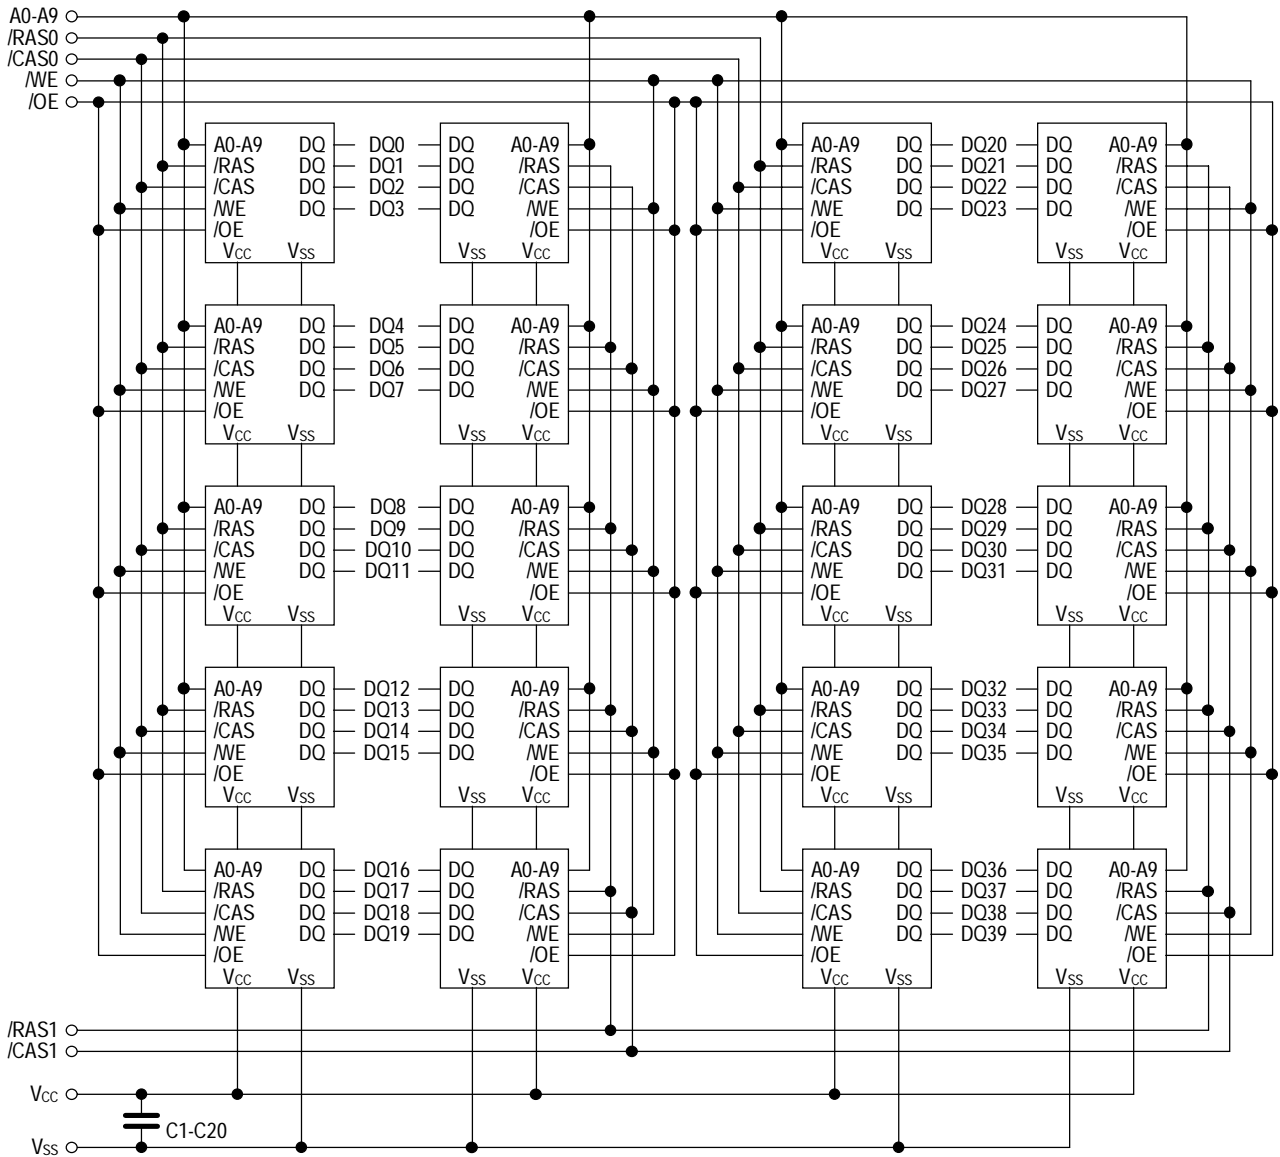 A0-A9
/RAS0
/CAS0
/WE
/OE
A0-A9 DQ DQ0 DQ A0-A9 A0-A9 DQ DQ20 DQ A0-A9
/RAS DQ DQ1 DQ /RAS /RAS DQ DQ21 DQ /RAS
/CAS DQ DQ2 DQ /CAS /CAS DQ DQ22 DQ /CAS
/WE DQ DQ3 DQ /WE /WE DQ DQ23 DQ /WE
/OE /OE /OE /OE
VCC VSS VSS VCC VCC VSS VSS VCC
A0-A9 DQ DQ4 DQ A0-A9 A0-A9 DQ DQ24 DQ A0-A9
/RAS DQ DQ5 DQ /RAS /RAS DQ DQ25 DQ /RAS
/CAS DQ DQ6 DQ /CAS /CAS DQ DQ26 DQ /CAS
/WE DQ DQ7 DQ /WE /WE DQ DQ27 DQ /WE
/OE /OE /OE /OE
VCC VSS VSS VCC VCC VSS VSS VCC
A0-A9 DQ DQ8 DQ A0-A9 A0-A9 DQ DQ28 DQ A0-A9
/RAS DQ DQ9 DQ /RAS /RAS DQ DQ29 DQ /RAS
/CAS DQ DQ10 DQ /CAS /CAS DQ DQ30 DQ /CAS
/WE DQ DQ11 DQ /WE /WE DQ DQ31 DQ /WE
/OE /OE /OE /OE
VCC VSS VSS VCC VCC VSS VSS VCC
A0-A9 DQ DQ12 DQ A0-A9 A0-A9 DQ DQ32 DQ A0-A9
/RAS DQ DQ13 DQ /RAS /RAS DQ DQ33 DQ /RAS
/CAS DQ DQ14 DQ /CAS /CAS DQ DQ34 DQ /CAS
/WE DQ DQ15 DQ /WE /WE DQ DQ35 DQ /WE
/OE /OE /OE /OE
VCC VSS VSS VCC VCC VSS VSS VCC
A0-A9 DQ DQ16 DQ A0-A9 A0-A9 DQ DQ36 DQ A0-A9
/RAS DQ DQ17 DQ /RAS /RAS DQ DQ37 DQ /RAS
/CAS DQ DQ18 DQ /CAS /CAS DQ DQ38 DQ /CAS
/WE DQ DQ19 DQ /WE /WE DQ DQ39 DQ /WE
/OE /OE /OE /OE
VCC VSS VSS VCC VCC VSS VSS VCC
/RAS1
/CAS1
VCC
C1-C20
VSS